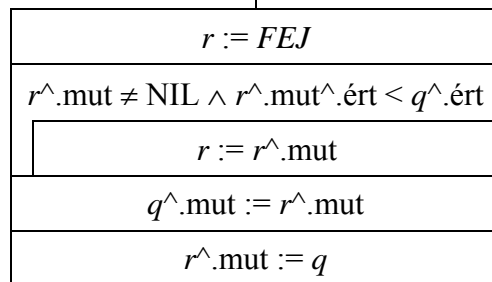 r := FEJ
r^.mut ≠ NIL ∧ r^.mut^.ért < q^.ért
r := r^.mut
q^.mut := r^.mut
r^.mut := q